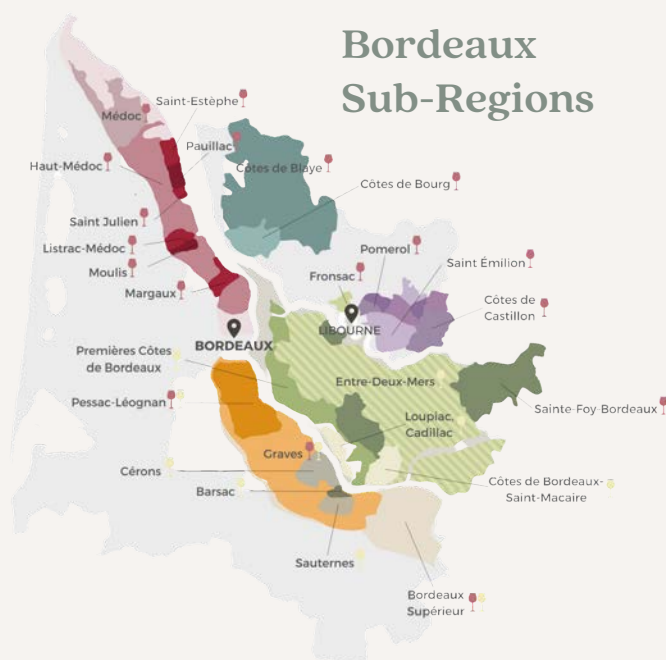 Bordeaux
Sub-Regions
Médoc
Saint-Estèphe
Pauillac
Haut-Médoc
Côtes de Blaye
Côtes de Bourg
Saint Julien
Listrac-Médoc
Moulis
Margaux
Pomerol
Saint Émilion
Fronsac
Côtes de
Castillon
LIBOURNE
BORDEAUX
Premières Côtes
de Bordeaux
Entre-Deux-Mers
Pessac-Léognan
Sainte-Foy-Bordeaux
Loupiac,
Cadillac
Graves
Cérons
Barsac
Côtes de Bordeaux-
Saint-Macaire
Sauternes
Bordeaux
Supérieur